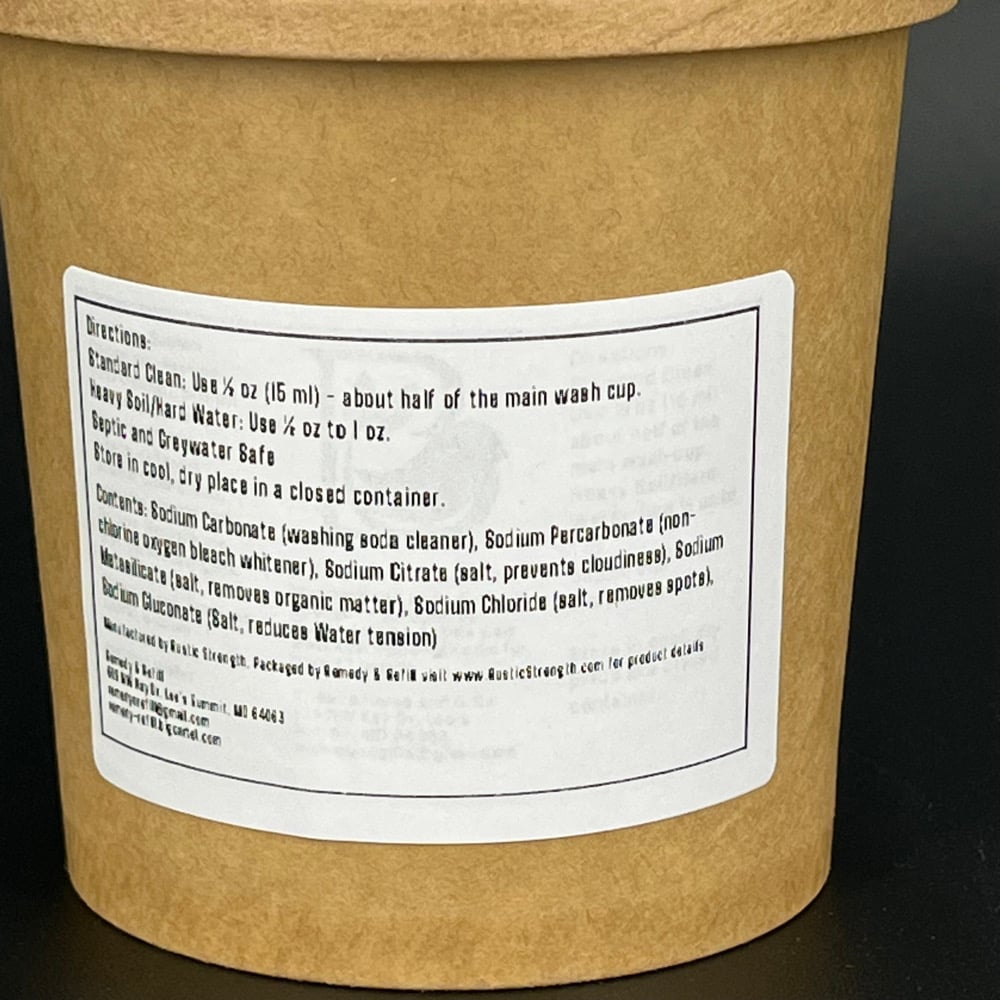 Directions:
Standard Clean: Use ½ oz (15 ml) - about half of the main wash cup.
Heavy Soil/Hard Water: Use ½ oz to 1 oz.
Septic and Greywater Safe
Store in cool, dry place in a closed container.
Contents: Sodium Carbonate (washing soda cleaner), Sodium Percarbonate (non-
chlorine oxygen bleach whitener), Sodium Citrate (salt, prevents cloudiness), Sodium
Metasilicate (salt, removes organic matter), Sodium Chloride (salt, removes spots),
Sodium Gluconate (Salt, reduces Water tension)
Manufactured by Rustic Strength. Packaged by Remedy & Refill visit www.RusticStrength.com for product details
Remedy & Refill
Lee's Summit, MO 64063